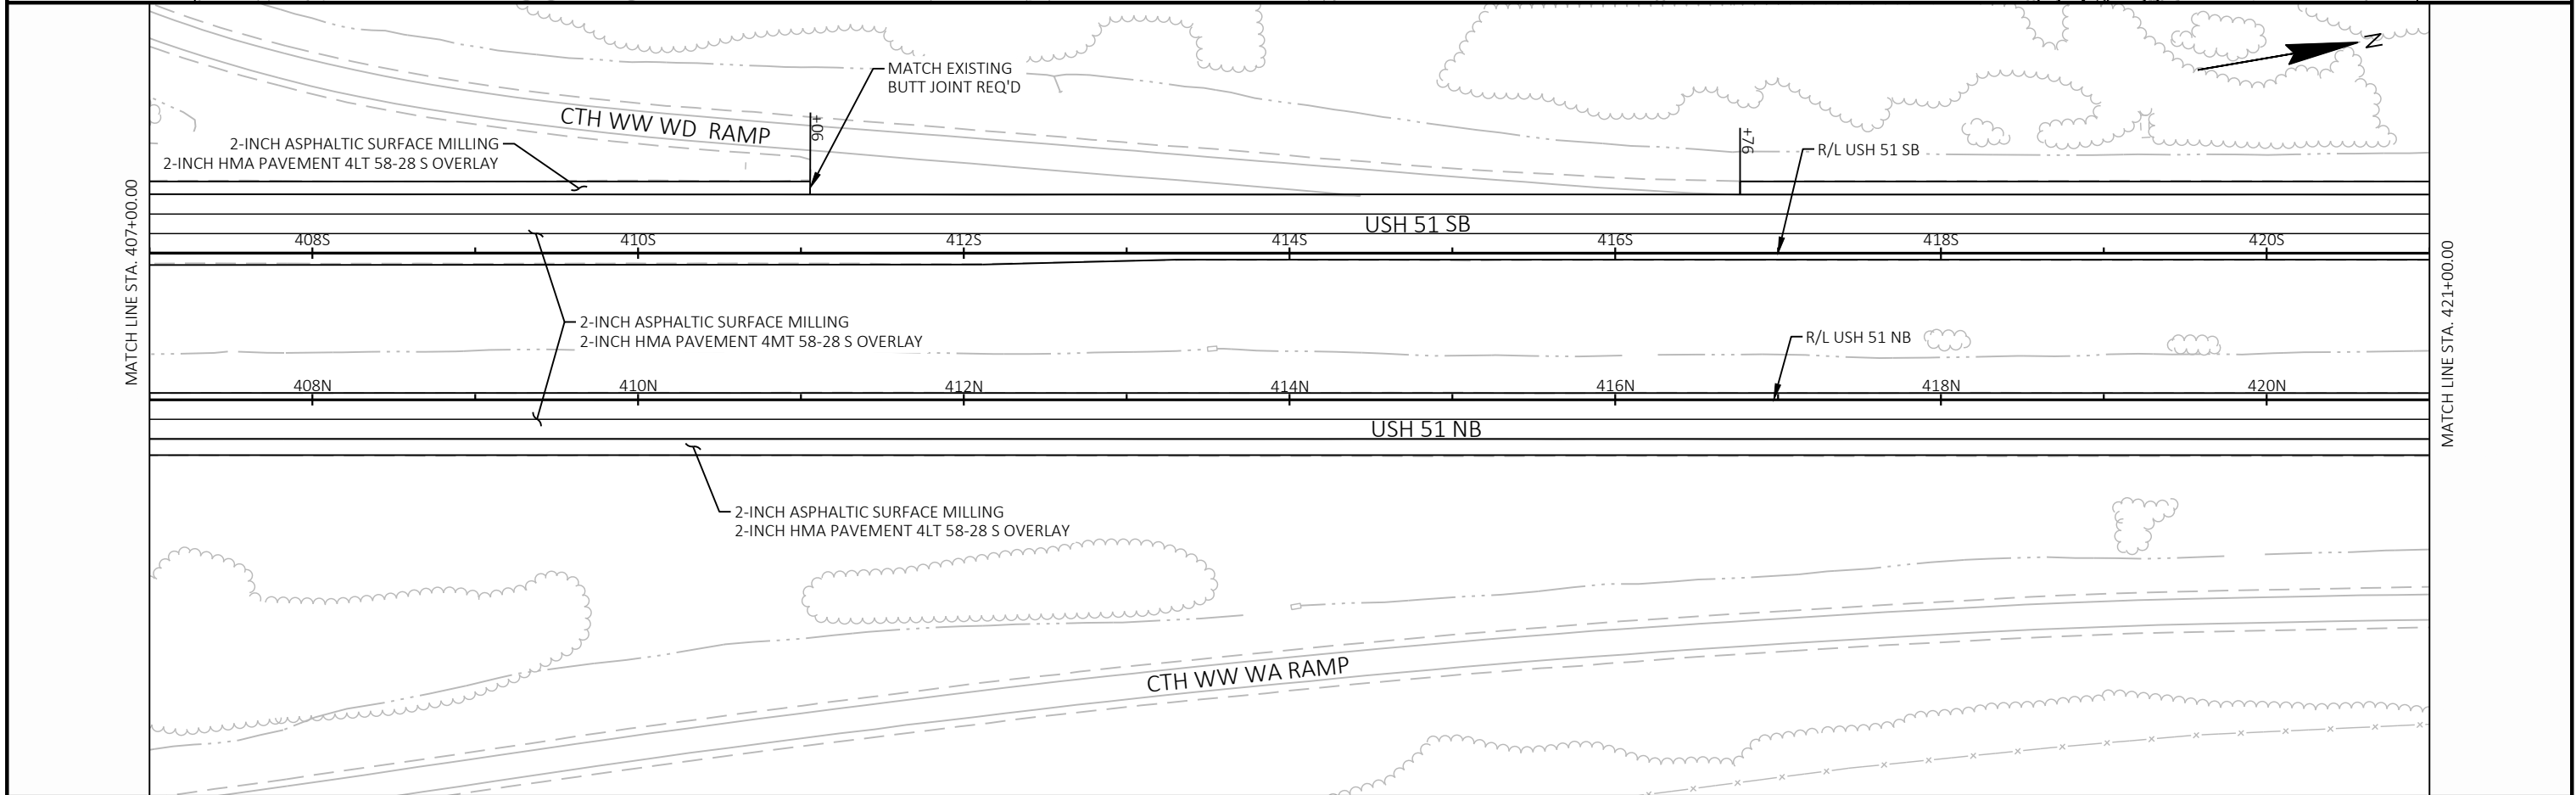 MATCH EXISTING
BUTT JOINT REQ'D
N
CTH WW WD RAMP
+06
+76
2-INCH ASPHALTIC SURFACE MILLING
2-INCH HMA PAVEMENT 4LT 58-28 S OVERLAY
R/L USH 51 SB
MATCH LINE STA. 407+00.00
USH 51 SB
408S
410S
412S
414S
416S
418S
420S
MATCH LINE STA. 421+00.00
2-INCH ASPHALTIC SURFACE MILLING
2-INCH HMA PAVEMENT 4MT 58-28 S OVERLAY
R/L USH 51 NB
408N
410N
412N
414N
416N
418N
420N
USH 51 NB
2-INCH ASPHALTIC SURFACE MILLING
2-INCH HMA PAVEMENT 4LT 58-28 S OVERLAY
CTH WW WA RAMP